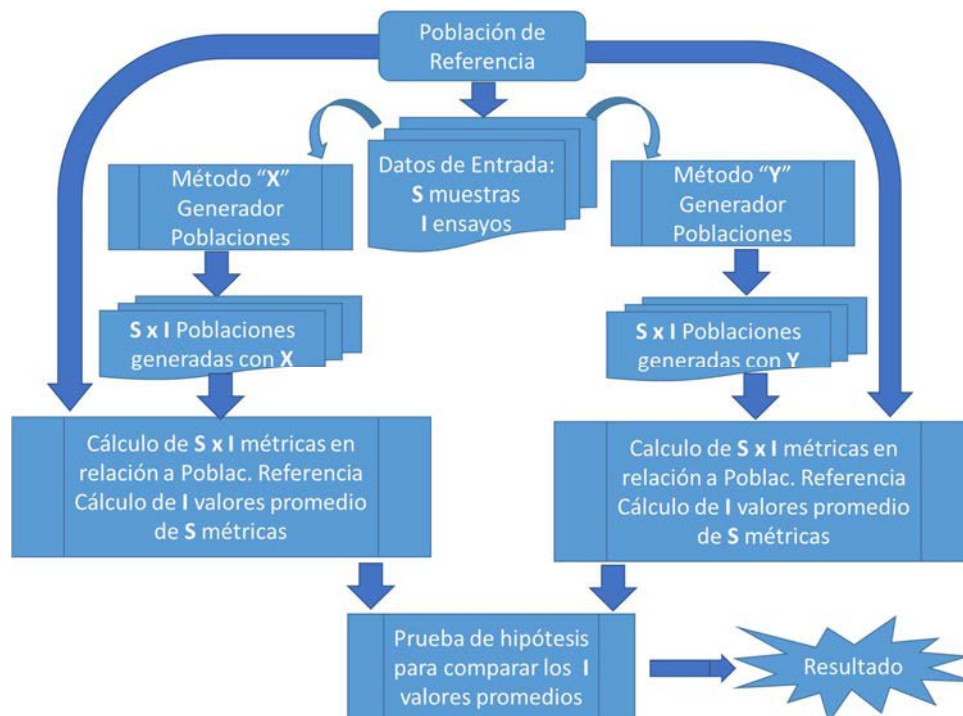 Población de
Referencia
Datos de Entrada:
S muestras
I ensayos
Método “X”
Generador
Poblaciones
Método “Y”
Generador
Poblaciones
S x I Poblaciones
generadas con X
S x I Poblaciones
generadas con Y
Cálculo de S x I métricas en
relación a Poblac. Referencia
Cálculo de I valores promedio
de S métricas
Calculo de S x I métricas en
relación a Poblac. Referencia
Cálculo de I valores promedio
de S métricas
Prueba de hipótesis
para comparar los I
valores promedios
Resultado